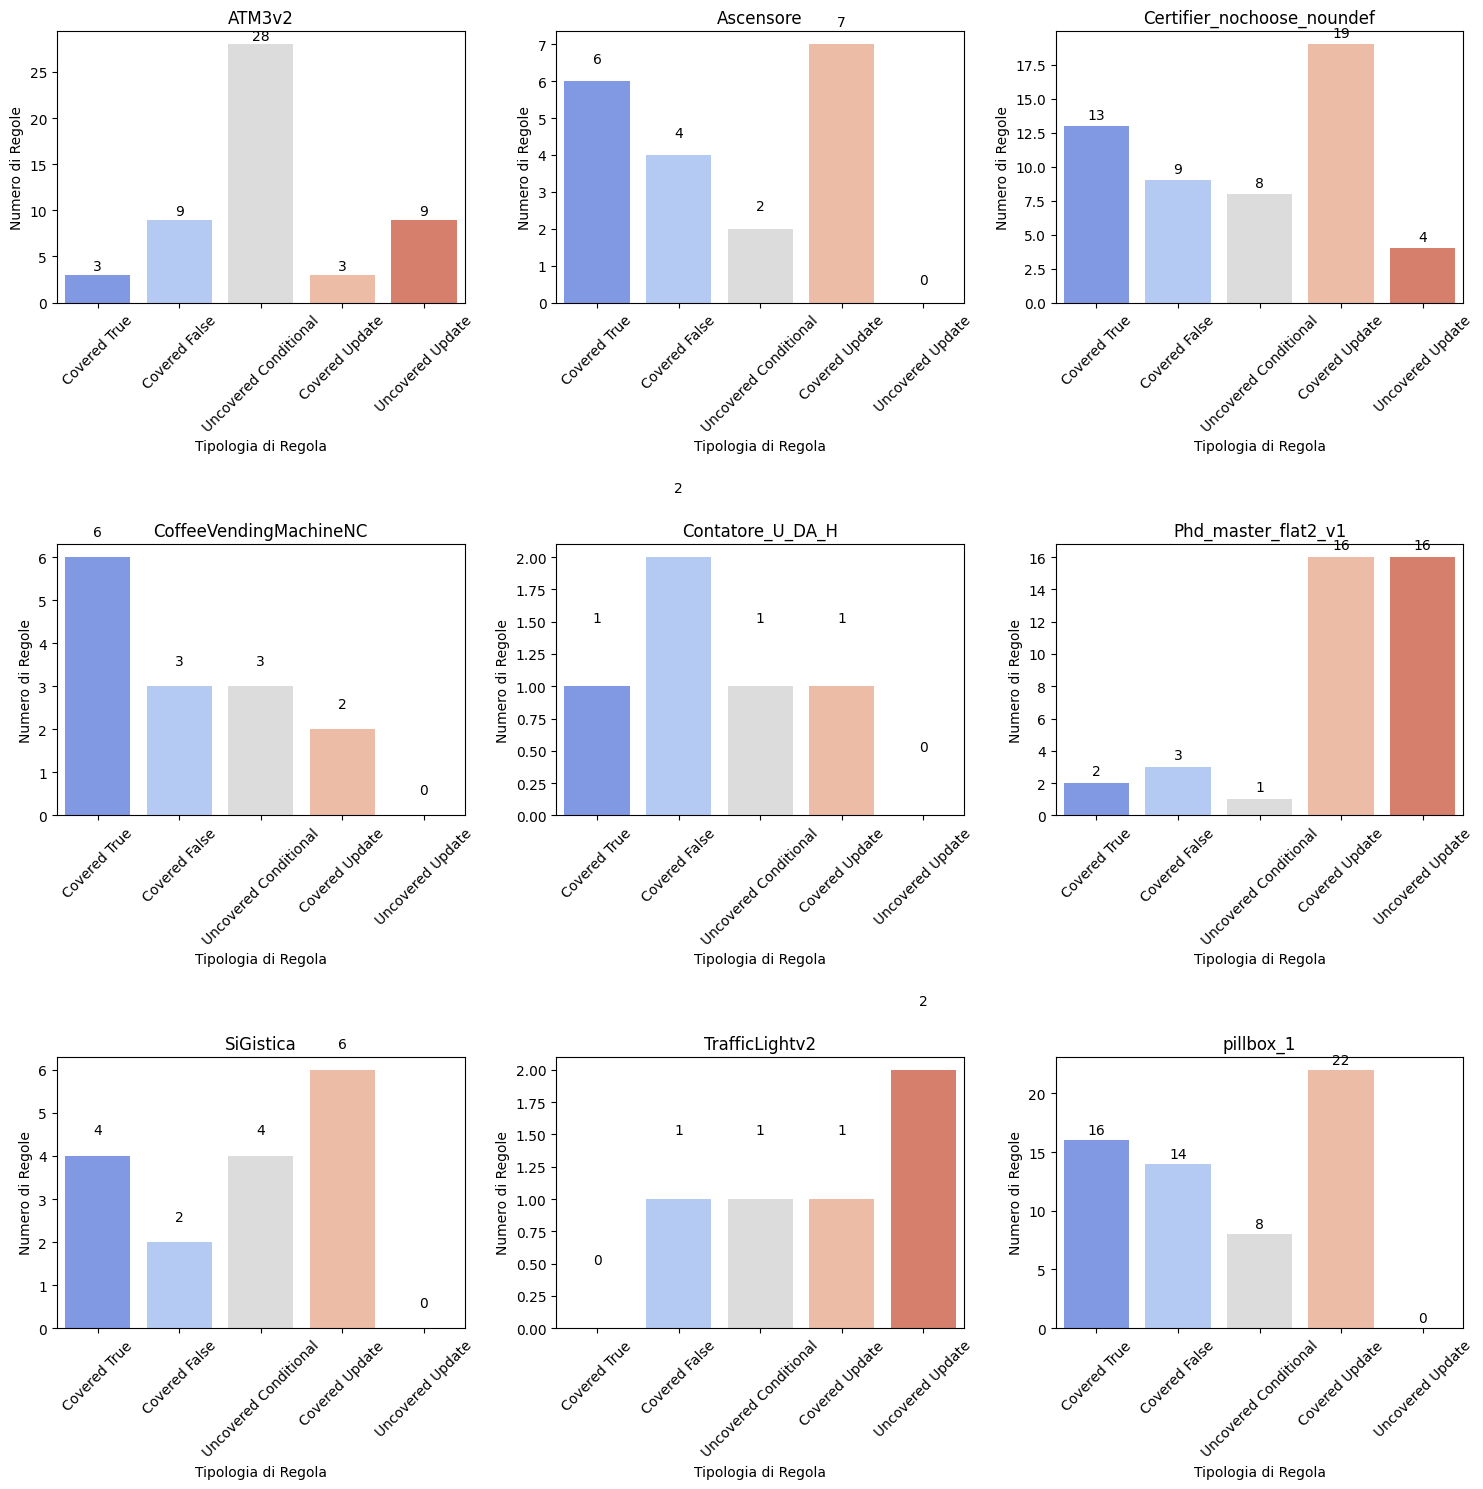 ATM3v2
Numero di Regole
25
20
15
10
5
0
3
9
28
3
9
Covered True
Covered False
Uncovered Conditional
Covered Update
Uncovered Update
Tipologia di Regola
Ascensore
Numero di Regole
7
6
5
4
3
2
1
0
6
4
2
7
0
Covered True
Covered False
Uncovered Conditional
Covered Update
Uncovered Update
Tipologia di Regola
Certifier_nochoose_noundef
Numero di Regole
17.5
15.0
12.5
10.0
7.5
5.0
2.5
0.0
13
9
8
19
4
Covered True
Covered False
Uncovered Conditional
Covered Update
Uncovered Update
Tipologia di Regola
CoffeeVendingMachineNC
Numero di Regole
6
5
4
3
2
1
0
6
3
3
2
0
Covered True
Covered False
Uncovered Conditional
Covered Update
Uncovered Update
Tipologia di Regola
Contatore_U_DA_H
Numero di Regole
2.00
1.75
1.50
1.25
1.00
0.75
0.50
0.25
0.00
1
2
1
1
0
Covered True
Covered False
Uncovered Conditional
Covered Update
Uncovered Update
Tipologia di Regola
Phd_master_flat2_v1
Numero di Regole
16
14
12
10
8
6
4
2
0
2
3
1
16
16
Covered True
Covered False
Uncovered Conditional
Covered Update
Uncovered Update
Tipologia di Regola
SiGistica
Numero di Regole
6
5
4
3
2
1
0
4
2
4
6
0
Covered True
Covered False
Uncovered Conditional
Covered Update
Uncovered Update
Tipologia di Regola
TrafficLightv2
Numero di Regole
2.00
1.75
1.50
1.25
1.00
0.75
0.50
0.25
0.00
0
1
1
1
2
Covered True
Covered False
Uncovered Conditional
Covered Update
Uncovered Update
Tipologia di Regola
pillbox_1
Numero di Regole
20
15
10
5
0
16
14
8
22
0
Covered True
Covered False
Uncovered Conditional
Covered Update
Uncovered Update
Tipologia di Regola